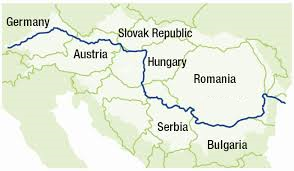 Germany
Slovak Republic
Austria
Hungary
Romania
Serbia
Bulgaria